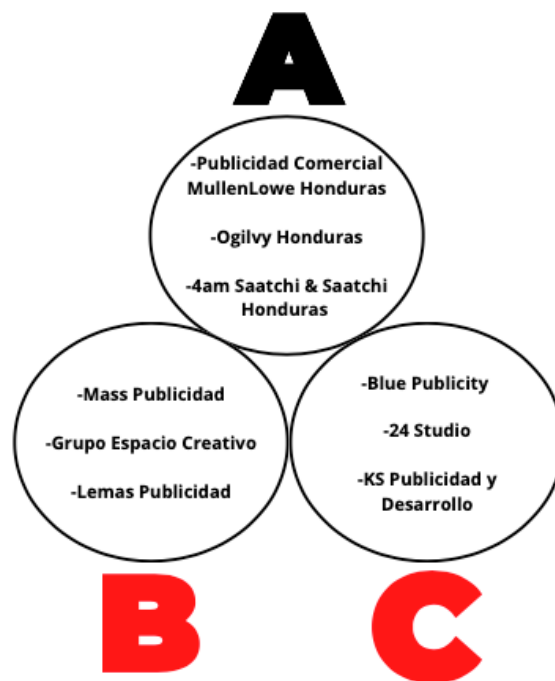 A
-Publicidad Comercial
MullenLowe Honduras
-Ogilvy Honduras
-4am Saatchi & Saatchi
Honduras
-Mass Publicidad
-Grupo Espacio Creativo
-Lemas Publicidad
B
-Blue Publicity
-24 Studio
-KS Publicidad y
Desarrollo
C